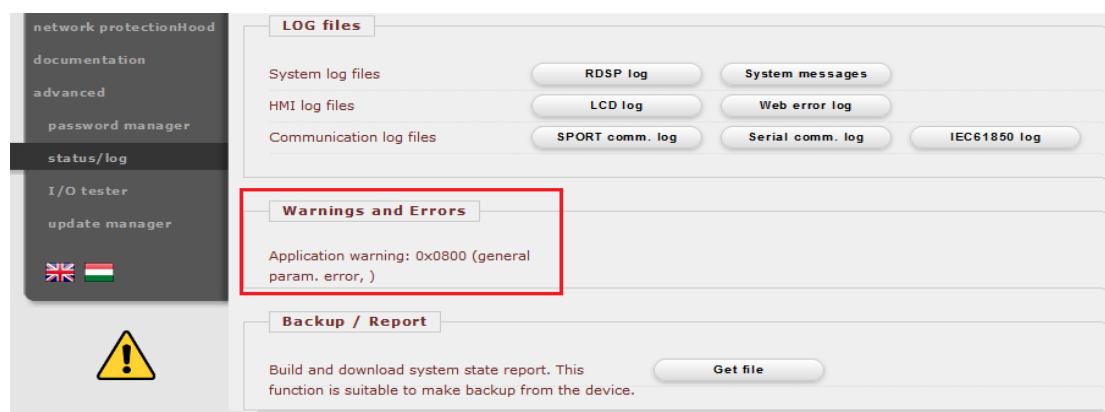 network protectionHood
documentation
advanced
password manager
status/log
I/O tester
update manager
LOG files
System log files RDSP log System messages
HMI log files LCD log Web error log
Communication log files SPORT comm. log Serial comm. log IEC61850 log
Warnings and Errors
Application warning: 0x0800 (general
param. error, )
Backup / Report
Build and download system state report. This Get file
function is suitable to make backup from the device.